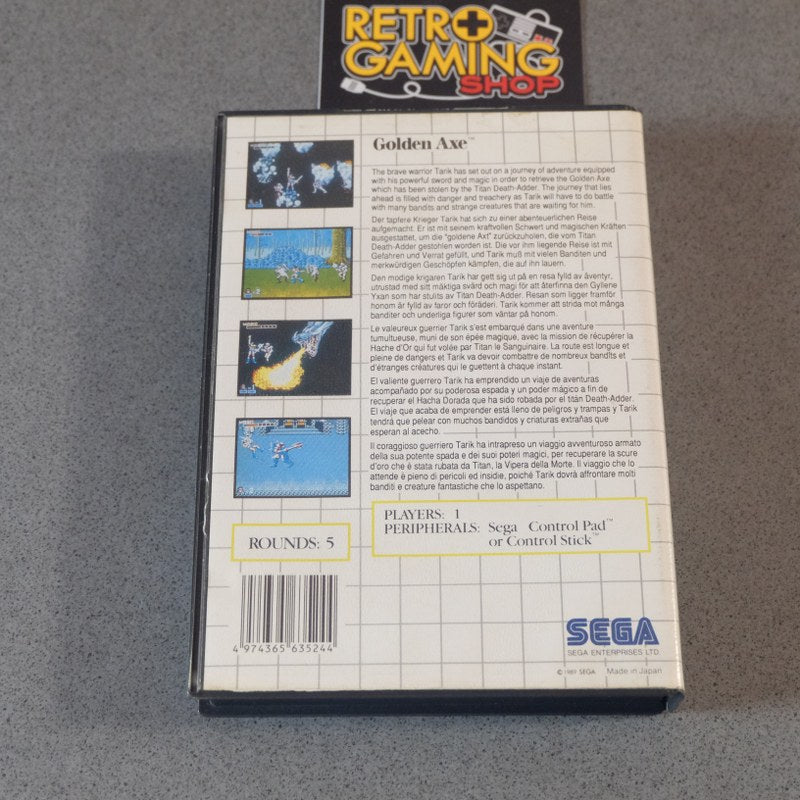 RETRO
GAMING
SHOP
Golden Axe™
The brave warrior Tarik has set out on a journey of adventure equipped
with his powerful sword and magic in order to retrieve the Golden Axe
which has been stolen by the Titan Death-Adder. The journey that lies
ahead is filled with danger and treachery as Tarik will have to do battle
with many bandits and strange creatures that are waiting for him.
Der tapfere Krieger Tarik hat sich zu einer abenteuerlichen Reise
aufgemacht. Er ist mit seinem kraftvollen Schwert und magischen Kräften
ausgestattet, um die "goldene Axt" zurückzuholen, die vom Titan
Death-Adder gestohlen worden ist. Die vor ihm liegende Reise ist mit
Gefahren und Verrat gefüllt, und Tarik muß mit vielen Banditen und
merkwürdigen Geschöpfen kämpfen, die auf ihn lauern.
Den modige krigaren Tarik har gett sig ut på en resa fylld av äventyr,
utrustad med sitt mäktiga svärd och magi för att återfinna den Gyllene
Yxan som har stulits av Titan Death-Adder. Resan som ligger framför
honom är fylld av faror och föräderi. Tarik kommer att strida mot många
banditer och underliga figurer som väntar på honom.
Le valeureux guerrier Tarik s'est embarqué dans une aventure
tumultueuse, muni de son épée magique, avec la mission de récupérer la
Hache d'Or qui fut volée par Titan le Sanguinaire. La route est longue et
pleine de dangers et Tarik va devoir combattre de nombreux bandits et
d'étranges créatures qui le guettent à chaque instant.
El valiente guerrero Tarik ha emprendido un viaje de aventuras
acompañado por su poderosa espada y un poder mágico a fin de
recuperar el Hacha Dorada que ha sido robada por el titán Death-Adder.
El viaje que acaba de emprender está lleno de peligros y trampas y Tarik
tendrá que pelear con muchos bandidos y criaturas extrañas que
esperan al acecho.
Il coraggioso guerriero Tarik ha intrapreso un viaggio avventuroso armato
della sua potente spada e dei suoi poteri magici, per recuperare la scure
d'oro che è stata rubata da Titan, la Vipera della Morte. Il viaggio che lo
attende è pieno di pericoli ed insidie, poiché Tarik dovrà affrontare molti
banditi e creature fantastiche che lo aspettano.
ROUNDS: 5
PLAYERS: 1
PERIPHERALS: Sega Control Pad™
or Control Stick™
4 974365 635244
SEGA
SEGA ENTERPRISES LTD.
© 1989 SEGA Made in Japan